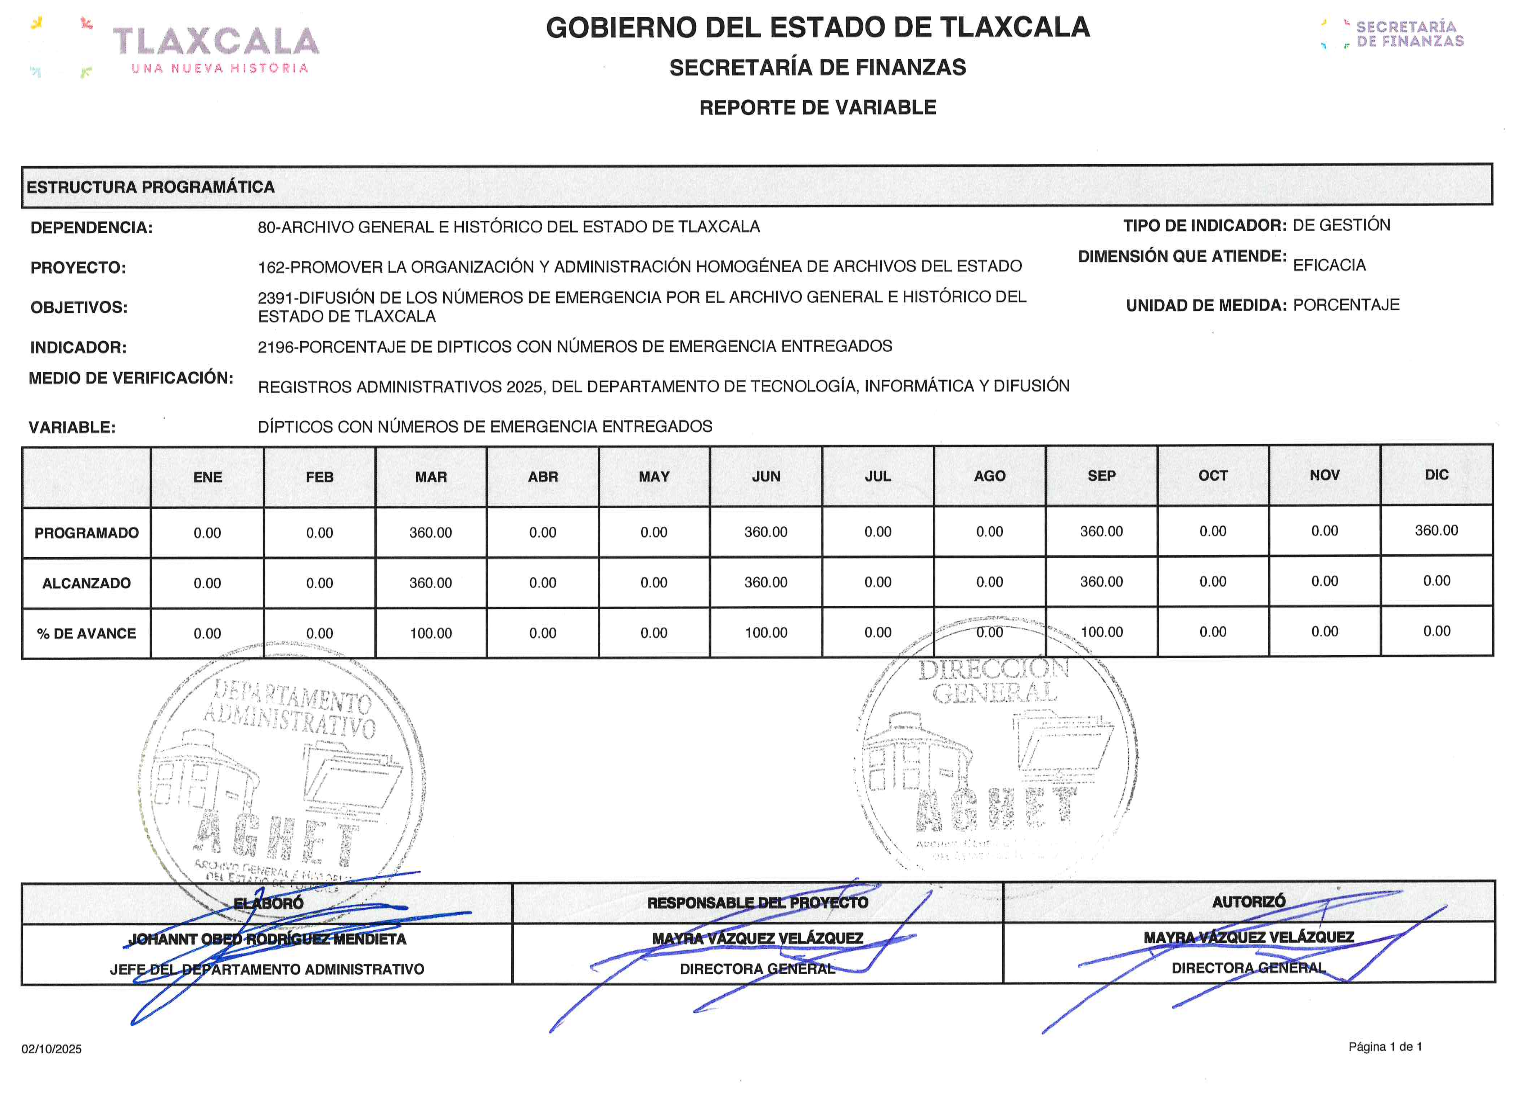 TLAXCALA
UNA NUEVA HISTORIA
GOBIERNO DEL ESTADO DE TLAXCALA
SECRETARÍA DE FINANZAS
REPORTE DE VARIABLE
SECRETARÍA
DE FINANZAS
ESTRUCTURA PROGRAMÁTICA
DEPENDENCIA: 80-ARCHIVO GENERAL E HISTÓRICO DEL ESTADO DE TLAXCALA TIPO DE INDICADOR: DE GESTIÓN
PROYECTO: 162-PROMOVER LA ORGANIZACIÓN Y ADMINISTRACIÓN HOMOGÉNEA DE ARCHIVOS DEL ESTADO DIMENSIÓN QUE ATIENDE: EFICACIA
OBJETIVOS: 2391-DIFUSIÓN DE LOS NÚMEROS DE EMERGENCIA POR EL ARCHIVO GENERAL E HISTÓRICO DEL
ESTADO DE TLAXCALA UNIDAD DE MEDIDA: PORCENTAJE
INDICADOR: 2196-PORCENTAJE DE DIPTICOS CON NÚMEROS DE EMERGENCIA ENTREGADOS
MEDIO DE VERIFICACIÓN: REGISTROS ADMINISTRATIVOS 2025, DEL DEPARTAMENTO DE TECNOLOGÍA, INFORMÁTICA Y DIFUSIÓN
VARIABLE: DÍPTICOS CON NÚMEROS DE EMERGENCIA ENTREGADOS
ENE FEB MAR ABR MAY JUN JUL AGO SEP OCT NOV DIC
PROGRAMADO 0.00 0.00 360.00 0.00 0.00 360.00 0.00 0.00 360.00 0.00 0.00 360.00
ALCANZADO 0.00 0.00 360.00 0.00 0.00 360.00 0.00 0.00 360.00 0.00 0.00 0.00
% DE AVANCE 0.00 0.00 100.00 0.00 0.00 100.00 0.00 0.00 100.00 0.00 0.00 0.00
DEPARTAMENTO
ADMINISTRATIVO
AGHET
ARCHIVO GENERAL E
DEL
DIRECCIÓN
GENERAL
AGHET
ELABORÓ RESPONSABLE DEL PROYECTO AUTORIZÓ
JOHANNT OBED RODRÍGUEZ MENDIETA MAYRA VÁZQUEZ VELÁZQUEZ MAYRA VÁZQUEZ VELÁZQUEZ
JEFE DEL DEPARTAMENTO ADMINISTRATIVO DIRECTORA GENERAL DIRECTORA GENERAL
02/10/2025 Página 1 de 1